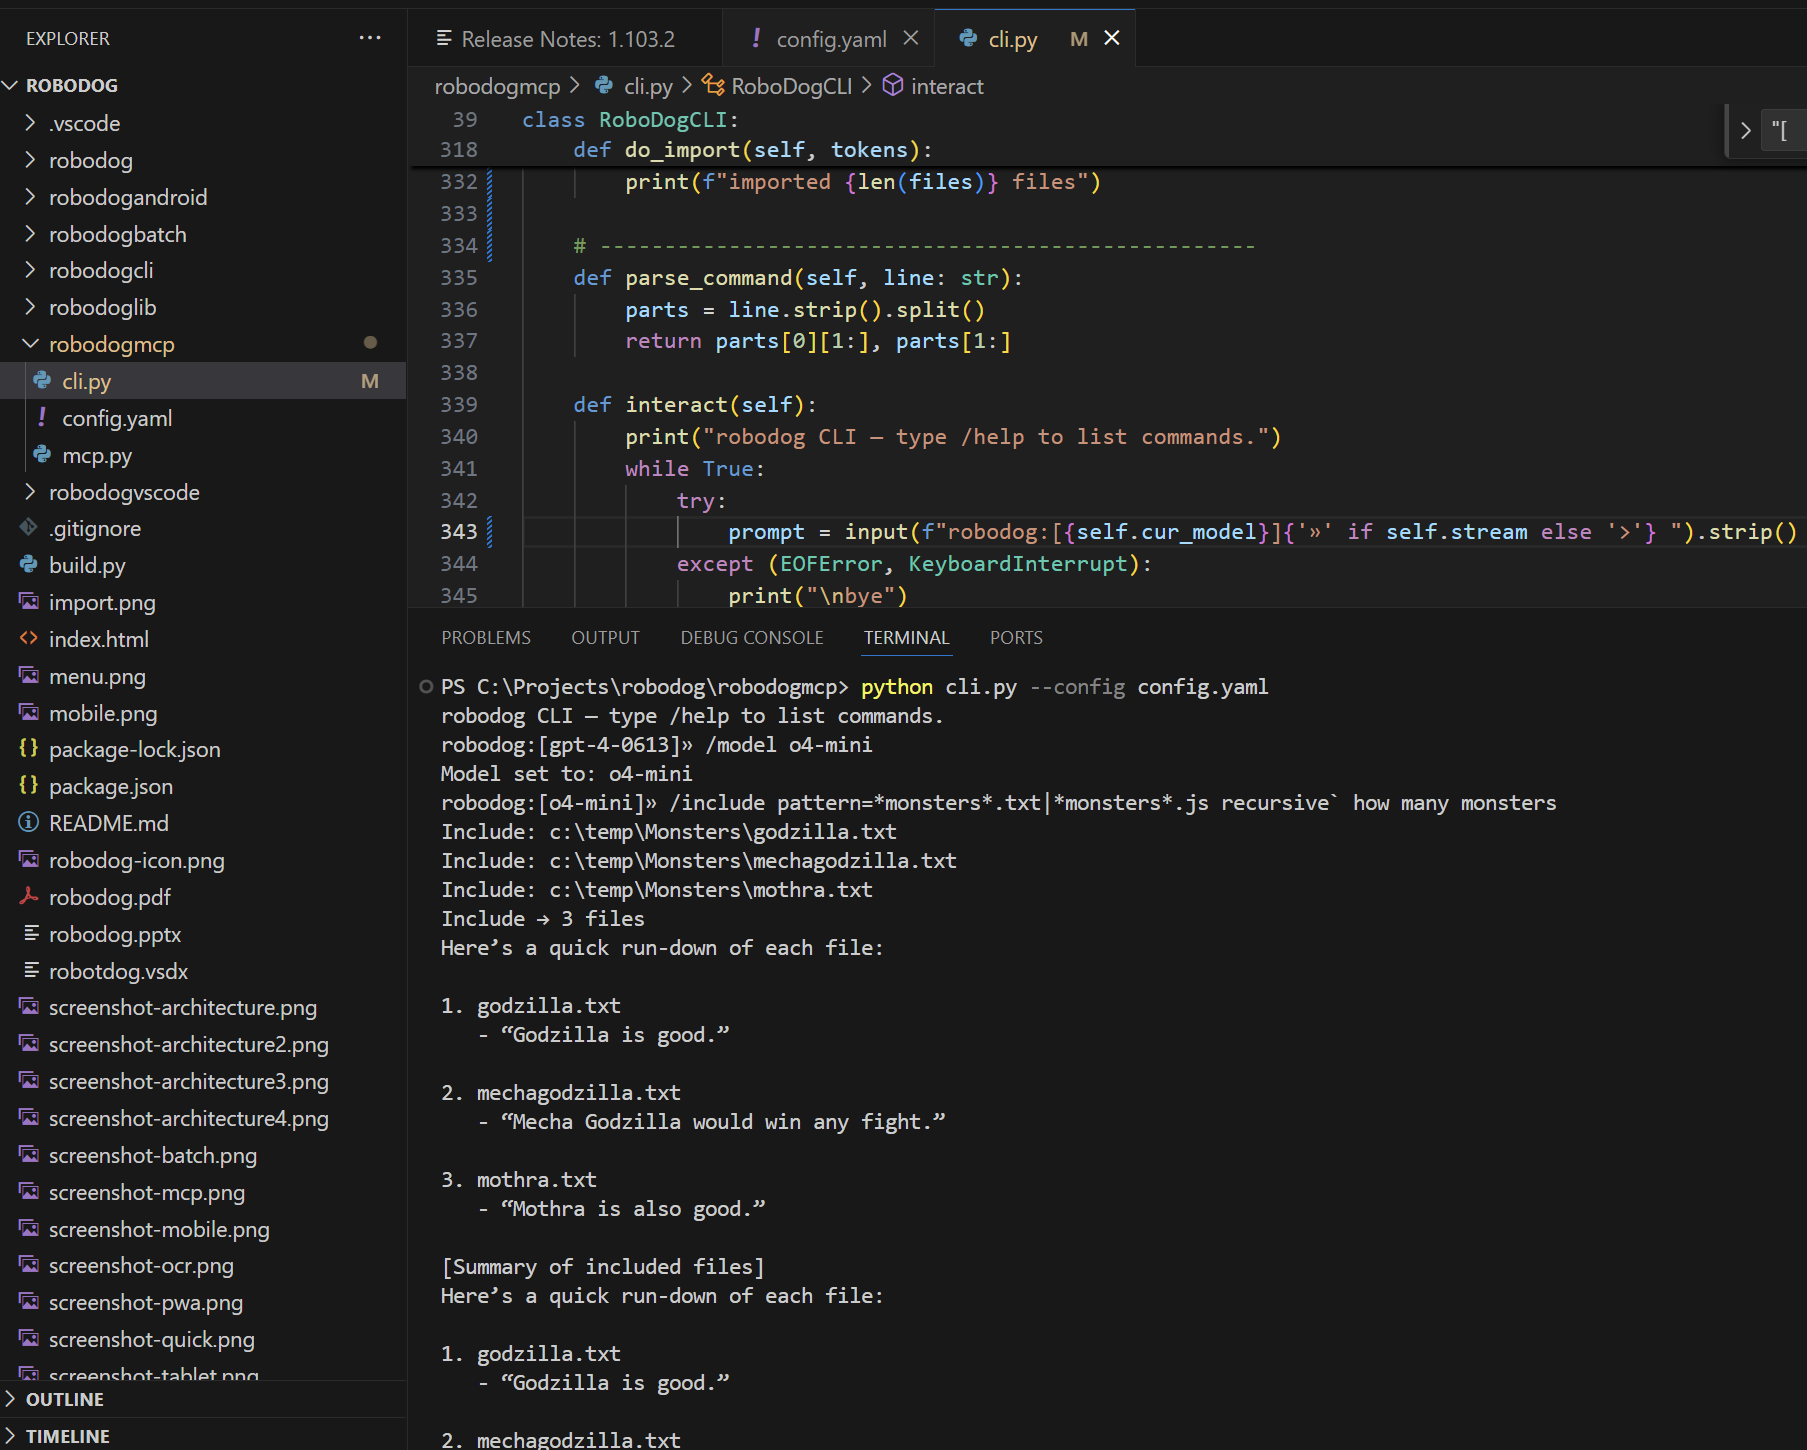 EXPLORER
ROBODOG
.vscode
robodog
robodogandroid
robodogbatch
robodogcli
robodoglib
robodogmcp
cli.py M
config.yaml
mcp.py
robodogvscode
.gitignore
build.py
import.png
index.html
menu.png
mobile.png
package-lock.json
package.json
README.md
robodog-icon.png
robodog.pdf
robodog.pptx
robotdog.vsdx
screenshot-architecture.png
screenshot-architecture2.png
screenshot-architecture3.png
screenshot-architecture4.png
screenshot-batch.png
screenshot-mcp.png
screenshot-mobile.png
screenshot-ocr.png
screenshot-pwa.png
screenshot-quick.png
screenshot-tablet.png
OUTLINE
TIMELINE
Release Notes: 1.103.2
config.yaml
cli.py M
robodogmcp > cli.py > RoboDogCLI > interact
"[
39 class RoboDogCLI:
318 def do_import(self, tokens):
332 print(f"imported {len(files)} files")
333
334 # ---------------------------------------------------
335 def parse_command(self, line: str):
336 parts = line.strip().split()
337 return parts[0][1:], parts[1:]
338
339 def interact(self):
340 print("robodog CLI — type /help to list commands.")
341 while True:
342 try:
343 prompt = input(f"robodog:[{self.cur_model}]{'»' if self.stream else '>'} ").strip()
344 except (EOFError, KeyboardInterrupt):
345 print("\nbye")
PROBLEMS OUTPUT DEBUG CONSOLE TERMINAL PORTS
PS C:\Projects\robodog\robodogmcp> python cli.py --config config.yaml
robodog CLI — type /help to list commands.
robodog:[gpt-4-0613]» /model o4-mini
Model set to: o4-mini
robodog:[o4-mini]» /include pattern=*monsters*.txt|*monsters*.js recursive` how many monsters
Include: c:\temp\Monsters\godzilla.txt
Include: c:\temp\Monsters\mechagodzilla.txt
Include: c:\temp\Monsters\mothra.txt
Include → 3 files
Here’s a quick run-down of each file:
1. godzilla.txt
- “Godzilla is good.”
2. mechagodzilla.txt
- “Mecha Godzilla would win any fight.”
3. mothra.txt
- “Mothra is also good.”
[Summary of included files]
Here’s a quick run-down of each file:
1. godzilla.txt
- “Godzilla is good.”
2. mechagodzilla.txt